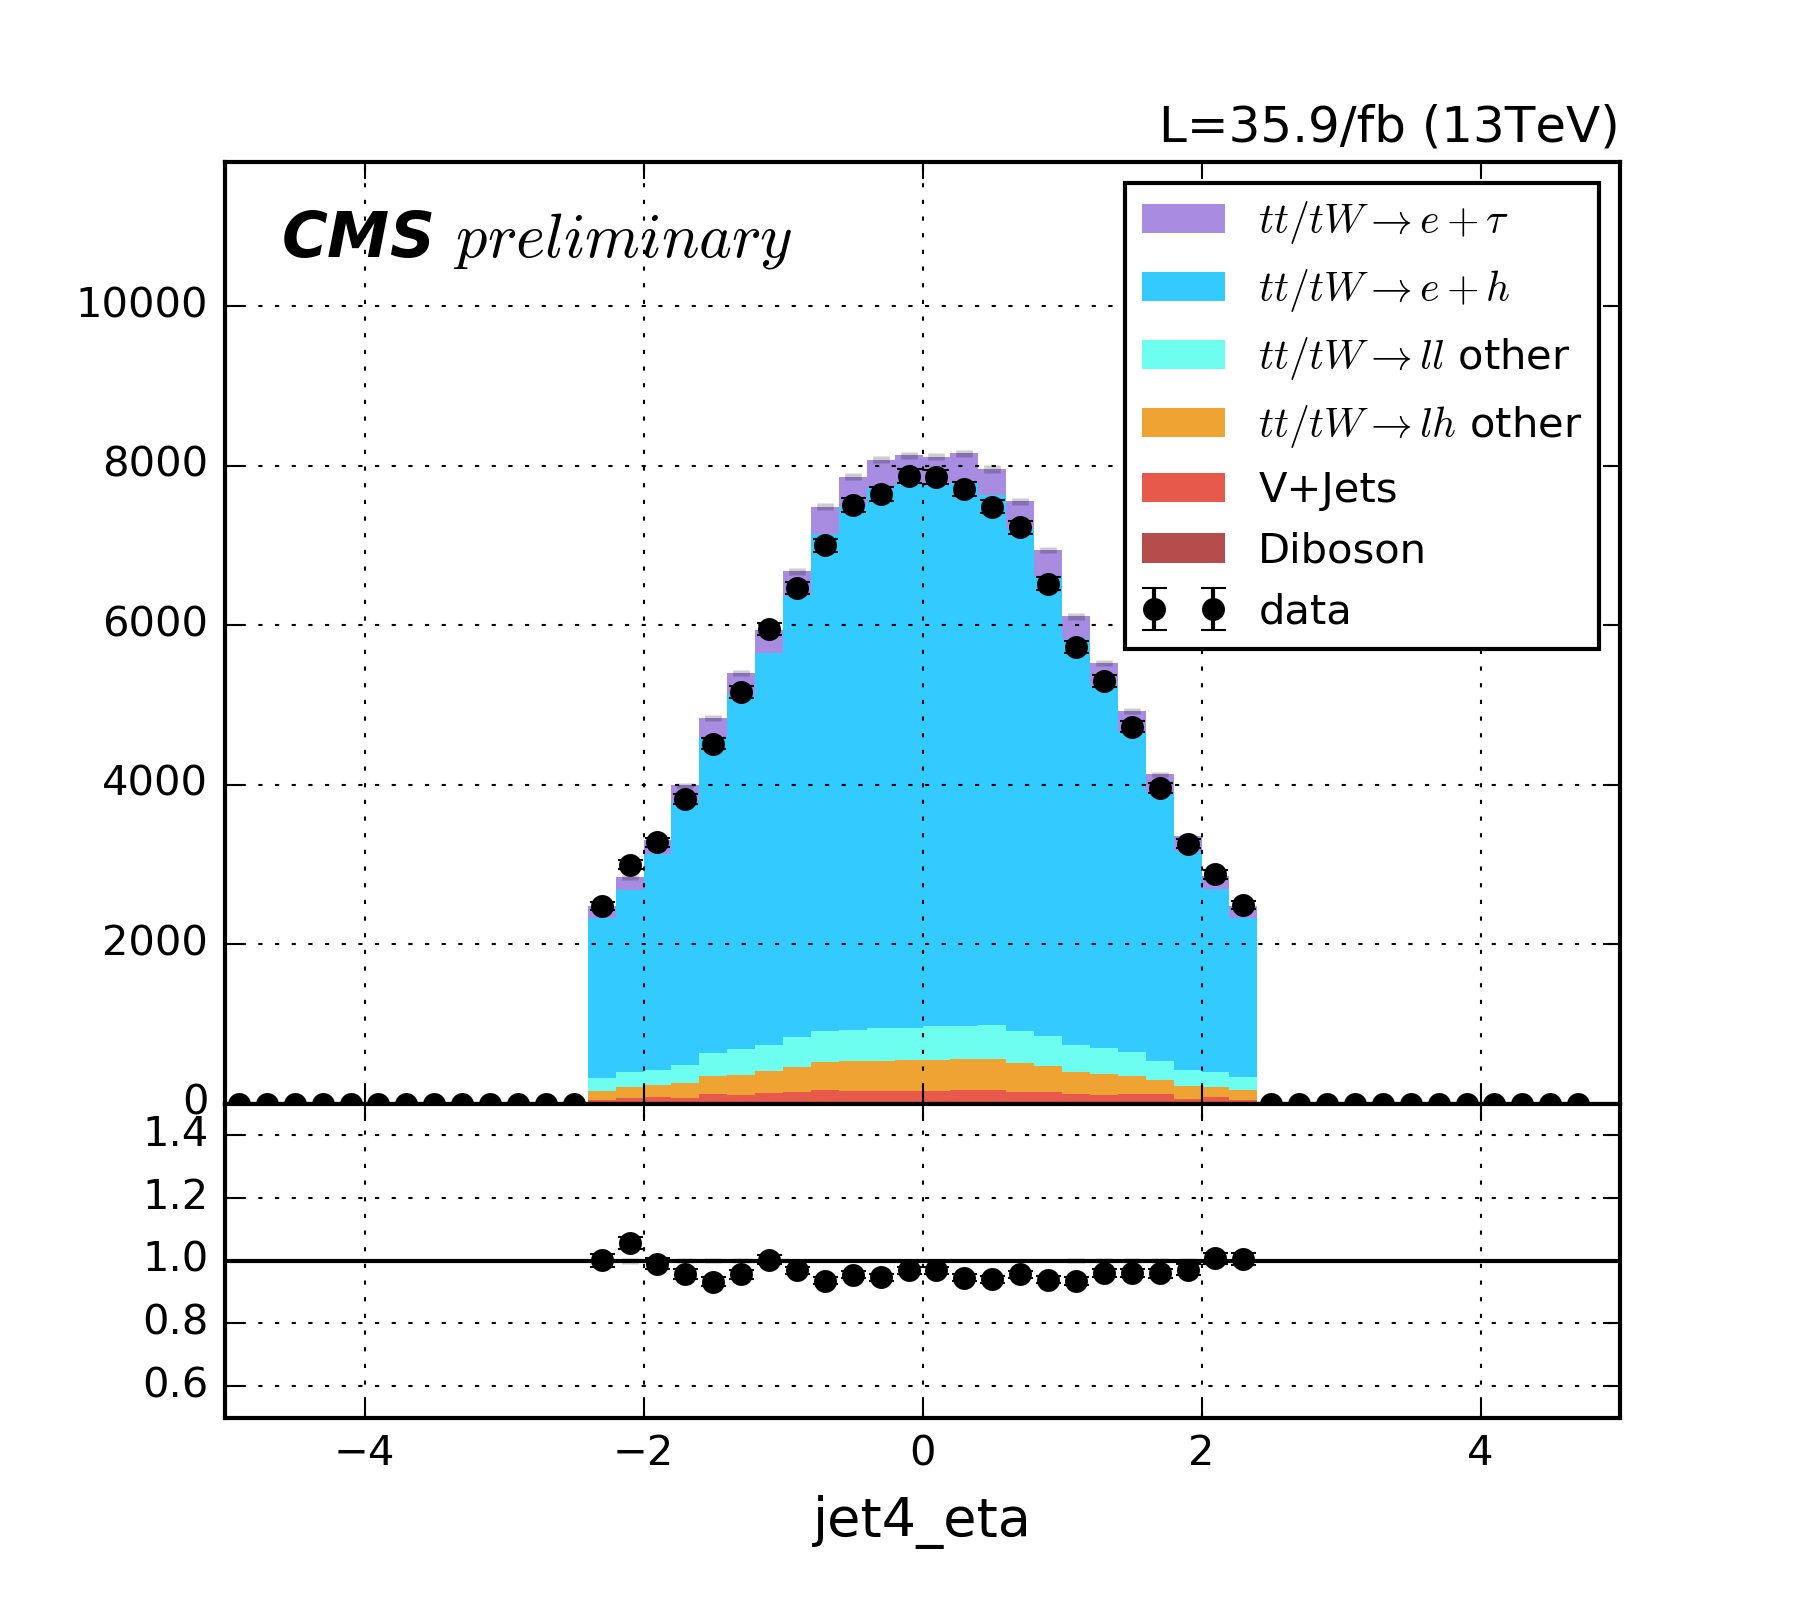 L=35.9/fb (13TeV)
CMS preliminary
tt/tW→e+τ
tt/tW→e+h
tt/tW→ll other
tt/tW→lh other
V+Jets
Diboson
data
10000
8000
6000
4000
2000
0
1.4
1.2
1.0
0.8
0.6
−4 −2 0 2 4
jet4_eta